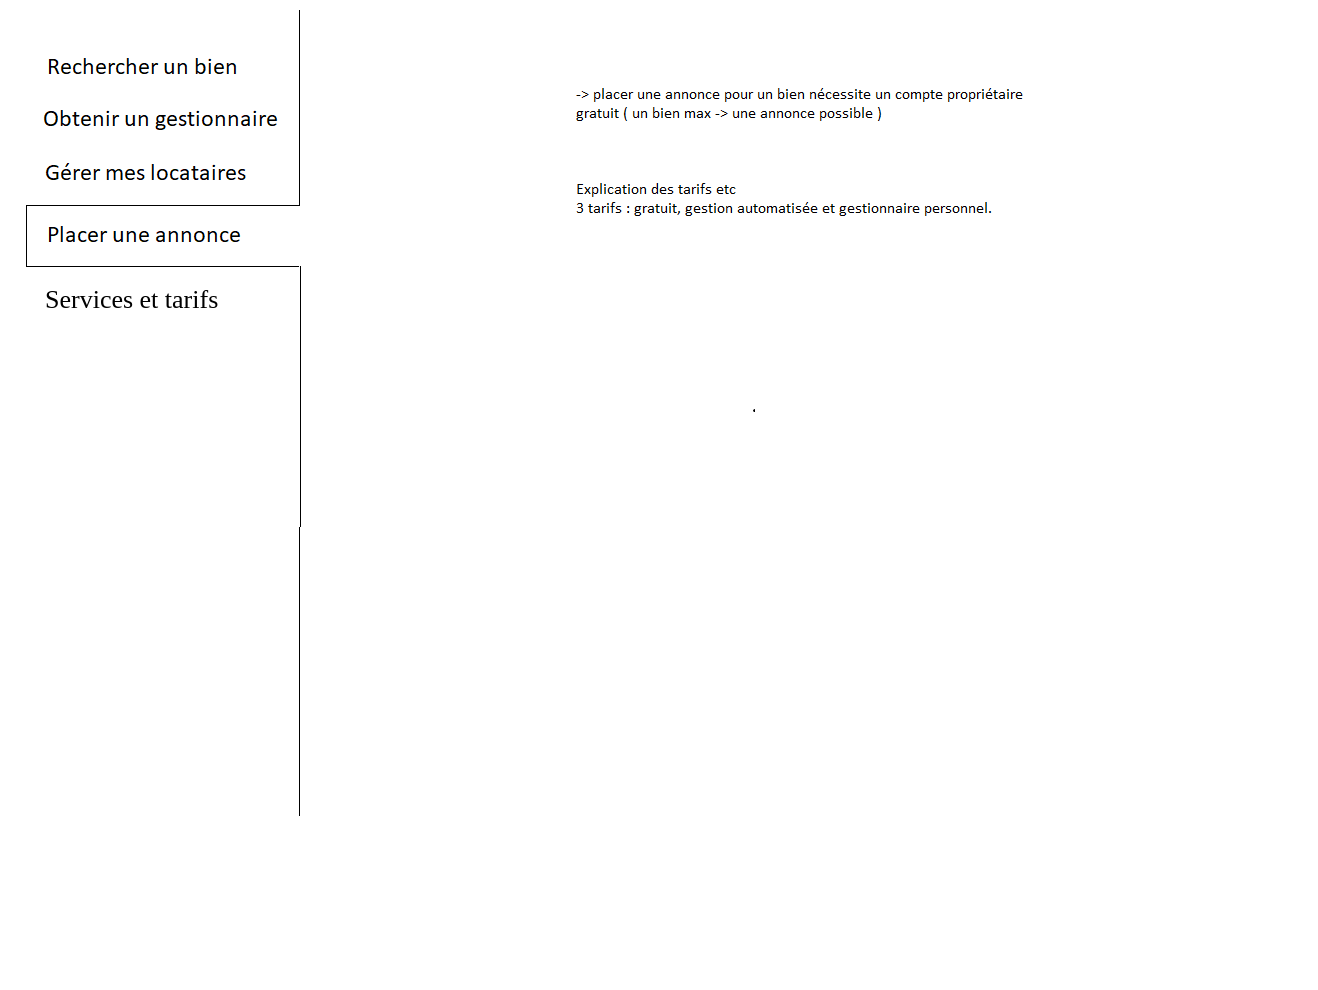 Rechercher un bien
Obtenir un gestionnaire
Gérer mes locataires
Placer une annonce
Services et tarifs
-> placer une annonce pour un bien nécessite un compte propriétaire
gratuit ( un bien max -> une annonce possible )
Explication des tarifs etc
3 tarifs : gratuit, gestion automatisée et gestionnaire personnel.